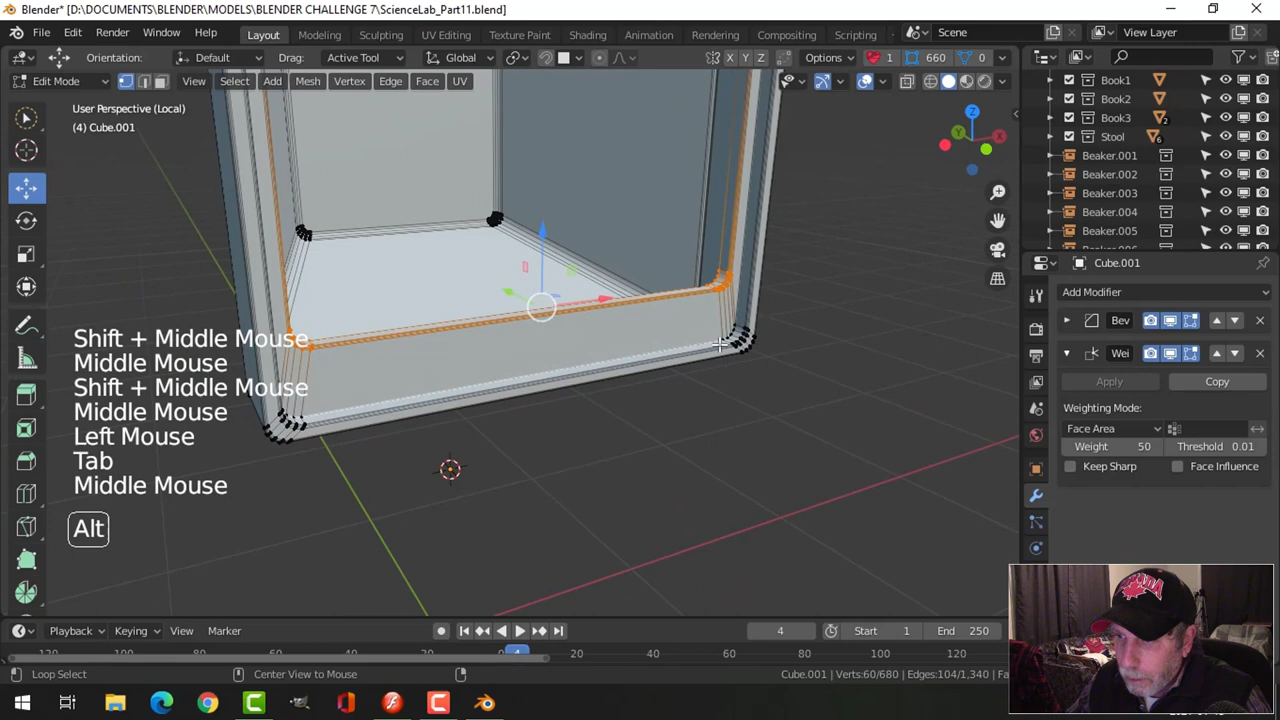 Blender* [D:\DOCUMENTS\BLENDER\MODELS\BLENDER CHALLENGE 7\ScienceLab_Part11.blend]
File Edit Render Window Help Layout Modeling Sculpting UV Editing Texture Paint Shading Animation Rendering Compositing Scripting Scene View Layer
Orientation: Default Drag: Active Tool Global X Y Z Options 1 660 0
Edit Mode View Select Add Mesh Vertex Edge Face UV
User Perspective (Local)
(4) Cube.001
Z
Y
X
Book1
Book2
Book3 2
Stool 6
Beaker.001
Beaker.002
Beaker.003
Beaker.004
Beaker.005
Cube.001
Add Modifier
Bev
Wei
Apply Copy
Weighting Mode:
Face Area
Weight 50 Threshold 0.01
Keep Sharp Face Influence
Shift + Middle Mouse
Middle Mouse
Shift + Middle Mouse
Middle Mouse
Left Mouse
Tab
Middle Mouse
Alt
Playback Keying View Marker 4 Start 1 End 250
4 20 40 60 80 100 120
Loop Select Center View to Mouse Cube.001 | Verts:60/680 | Edges:104/1,340 | Fa